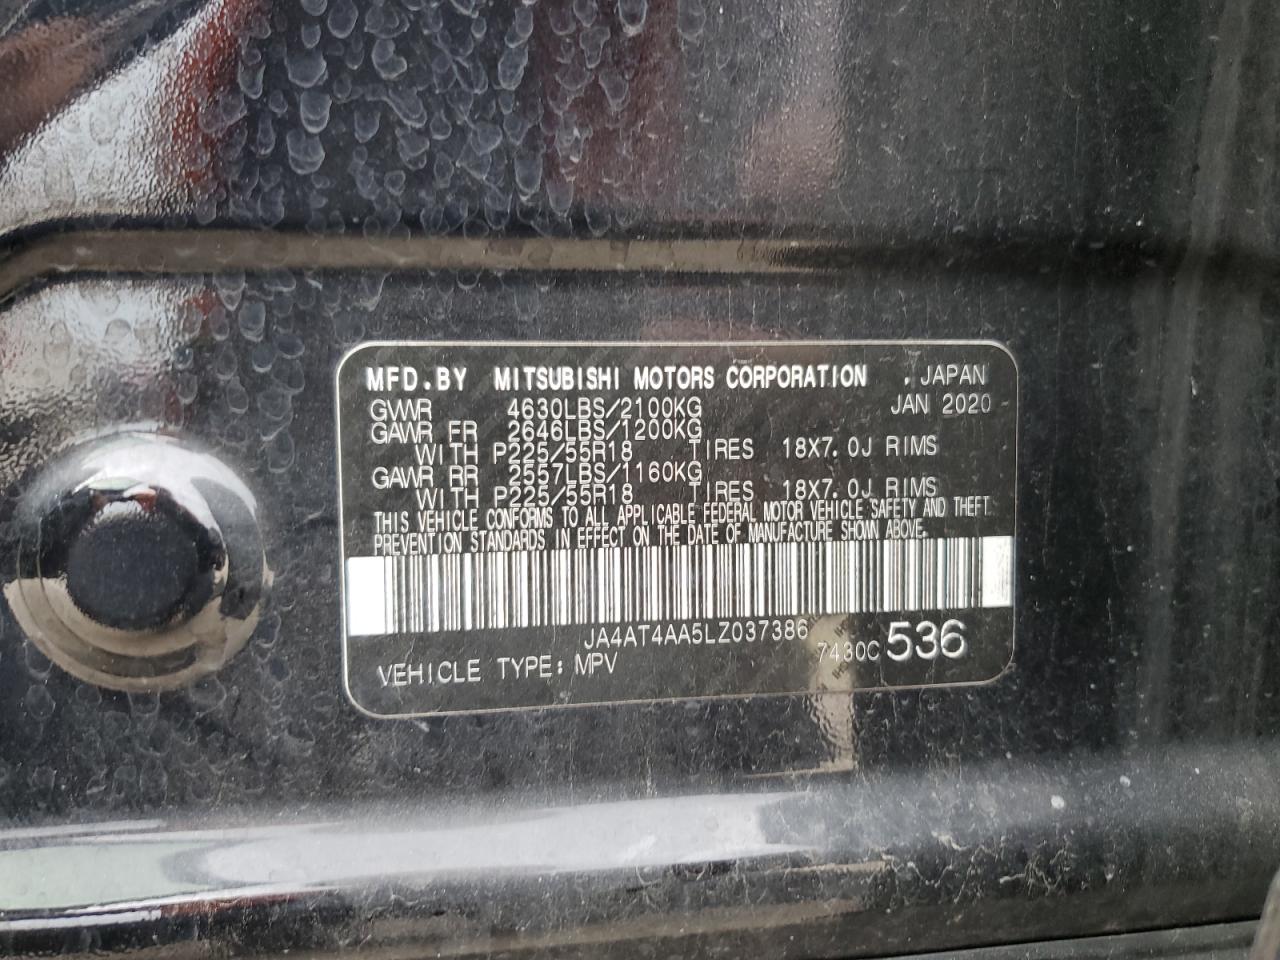 MFD.BY MITSUBISHI MOTORS CORPORATION . JAPAN
GVWR 4630LBS/2100KG JAN 2020
GAWR FR 2646LBS/1200KG
WITH P225/55R18 TIRES 18X7.0J RIMS
GAWR RR 2557LBS/1160KG
WITH P225/55R18 TIRES 18X7.0J RIMS
THIS VEHICLE CONFORMS TO ALL APPLICABLE FEDERAL MOTOR VEHICLE SAFETY AND THEFT
PREVENTION STANDARDS IN EFFECT ON THE DATE OF MANUFACTURE SHOWN ABOVE.
JA4AT4AA5LZ037386
7430C 536
VEHICLE TYPE: MPV